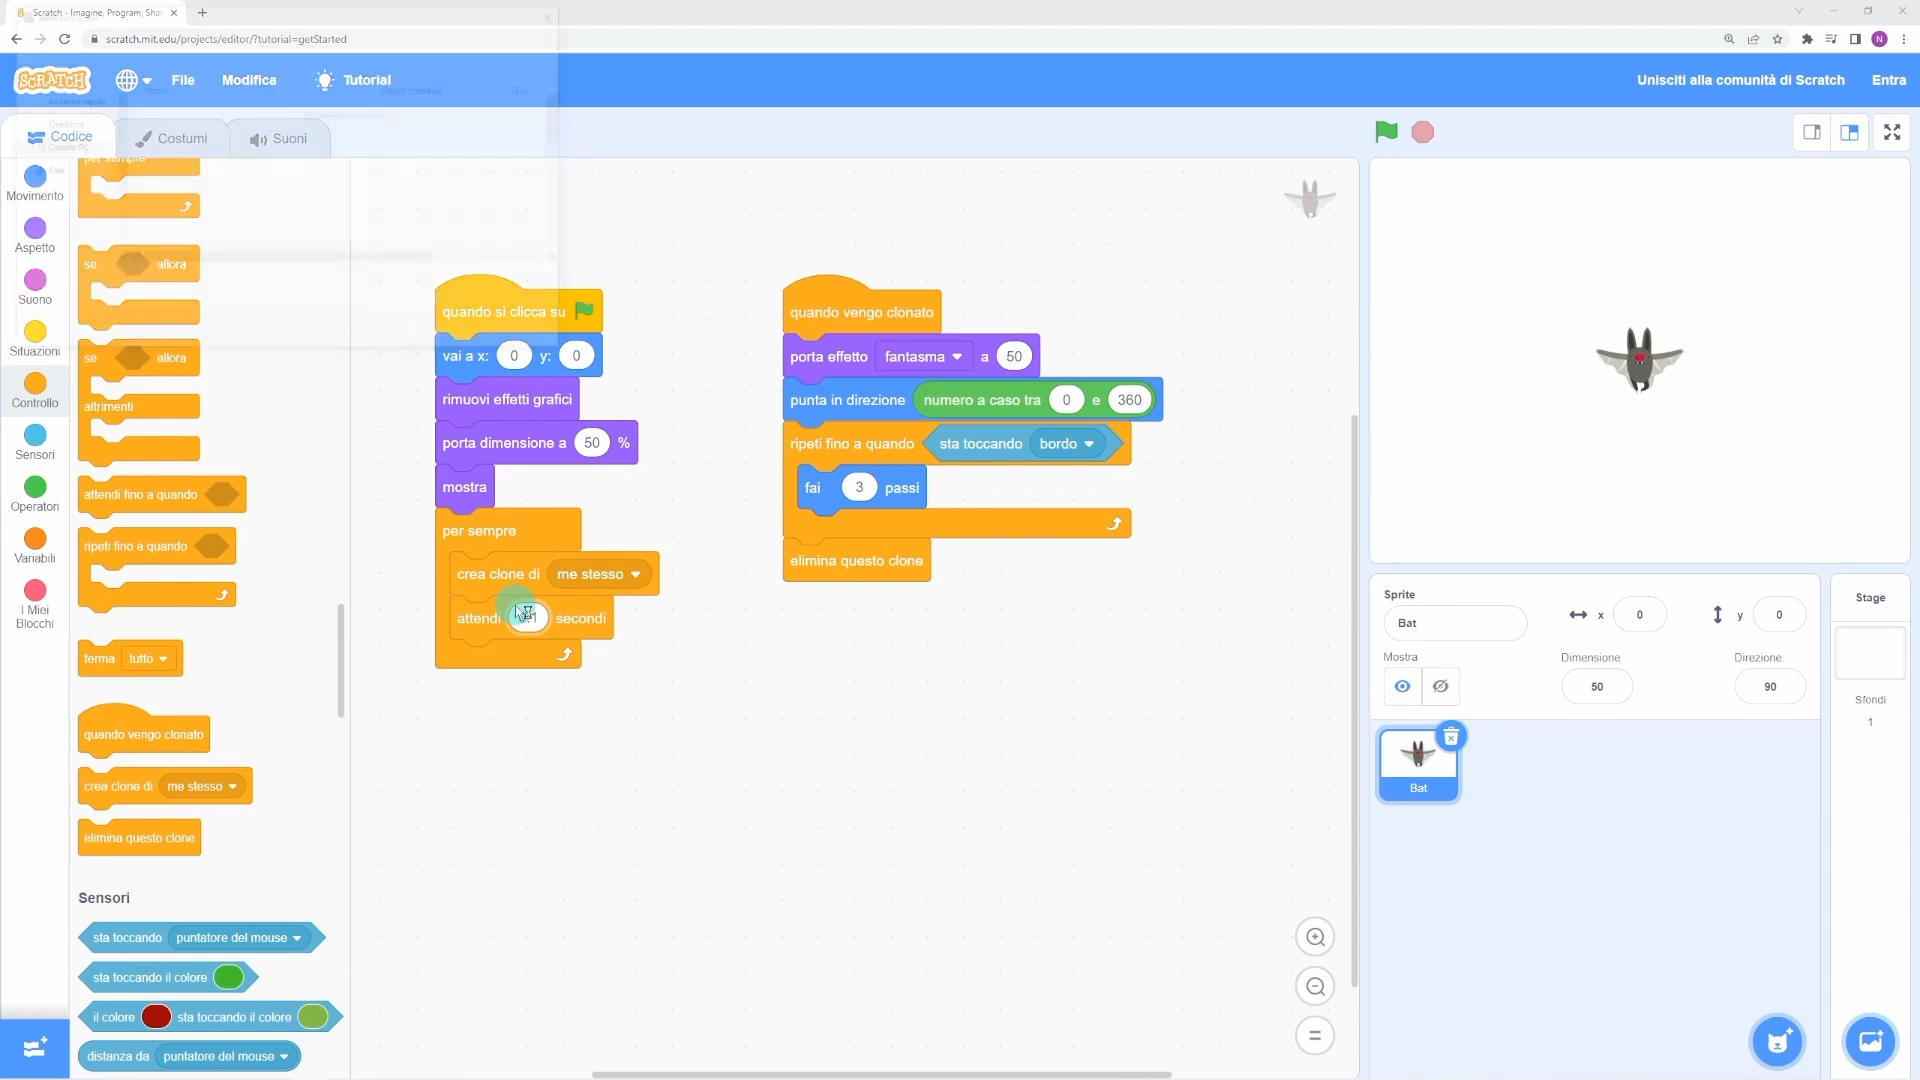 Scratch - Imagine, Program, Sha
scratch.mit.edu/projects/editor/?tutorial=getStarted
N
SCRATCH
File
Modifica
Tutorial
Unisciti alla comunità di Scratch
Entra
Codice
Costumi
Suoni
Movimento
Aspetto
Suono
Situazioni
Controllo
Sensori
Operatori
Variabili
I Miei
Blocchi
per sempre
se allora
se allora
altrimenti
attendi fino a quando
ripeti fino a quando
ferma tutto
quando vengo clonato
crea clone di me stesso
elimina questo clone
Sensori
sta toccando puntatore del mouse
sta toccando il colore
il colore sta toccando il colore
distanza da puntatore del mouse
quando si clicca su
vai a x: 0 y: 0
rimuovi effetti grafici
porta dimensione a 50 %
mostra
per sempre
crea clone di me stesso
attendi secondi
quando vengo clonato
porta effetto fantasma a 50
punta in direzione numero a caso tra 0 e 360
ripeti fino a quando sta toccando bordo
fai 3 passi
elimina questo clone
Sprite
Bat
x 0
y 0
Mostra
Dimensione
50
Direzione
90
Bat
Stage
Sfondi
1